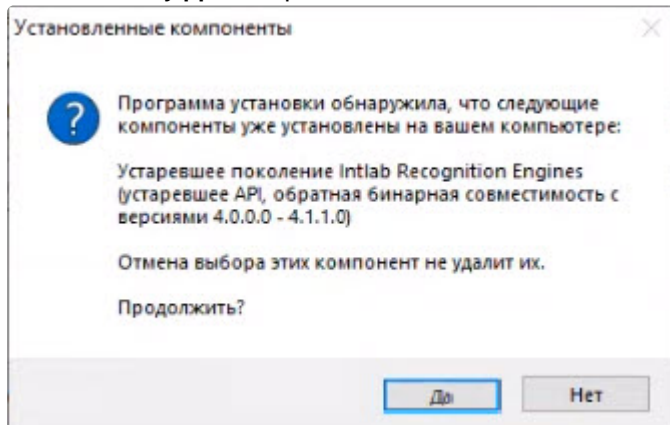 Установленные компоненты
Программа установки обнаружила, что следующие
компоненты уже установлены на вашем компьютере:
Устаревшее поколение Intlab Recognition Engines
(устаревшее API, обратная бинарная совместимость с
версиями 4.0.0.0 - 4.1.1.0)
Отмена выбора этих компонент не удалит их.
Продолжить?
Да Нет